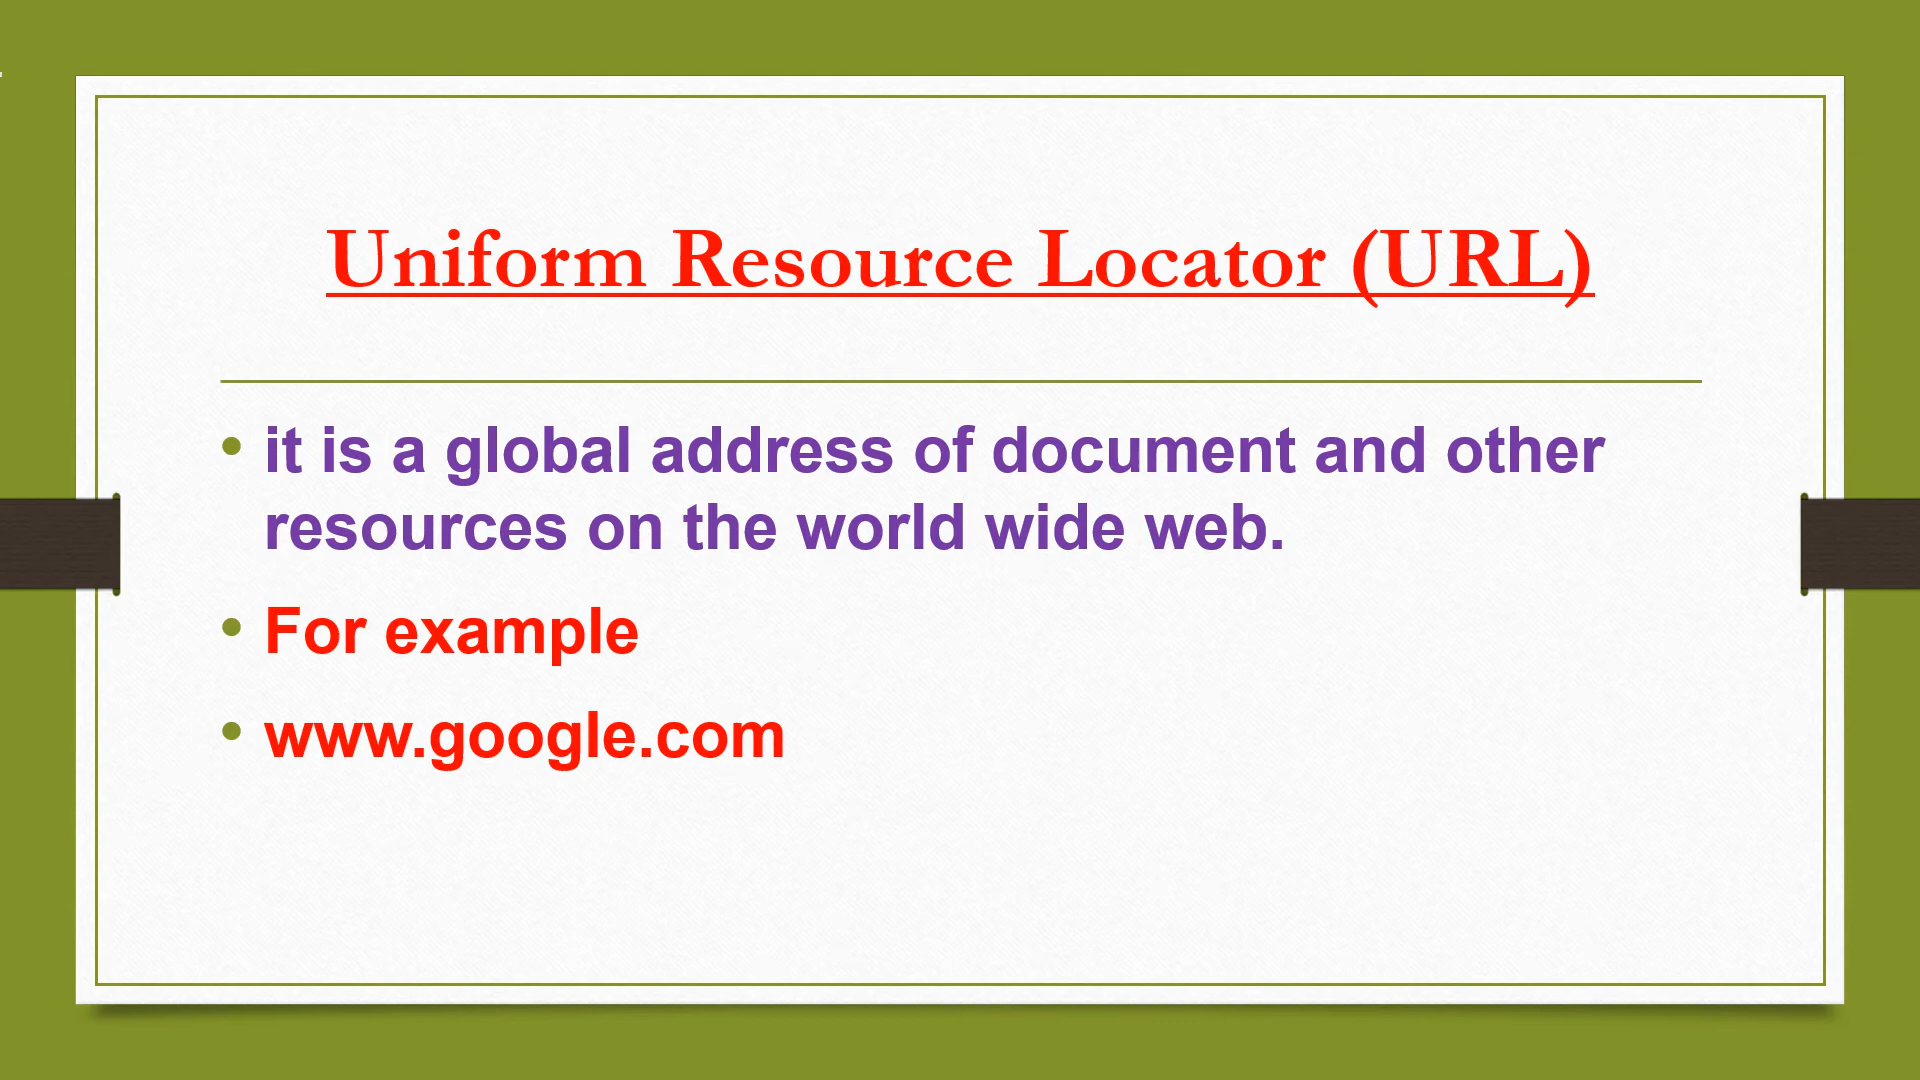 Uniform Resource Locator (URL)
• it is a global address of document and other
resources on the world wide web.
• For example
• www.google.com